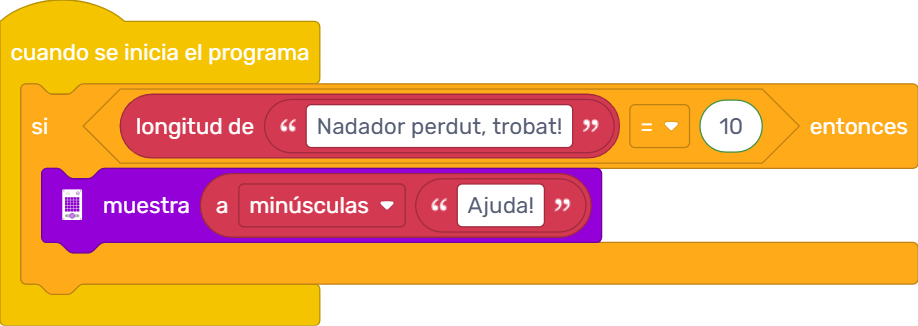 cuando se inicia el programa
si longitud de “ Nadador perdut, trobat! ” = 10 entonces
muestra a minúsculas “ Ajuda! ”